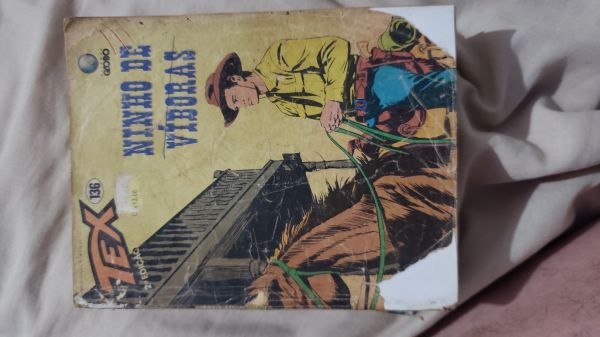 GLOBO
NINHO DE
VÍBORAS
136
TEX
2ª EDIÇÃO